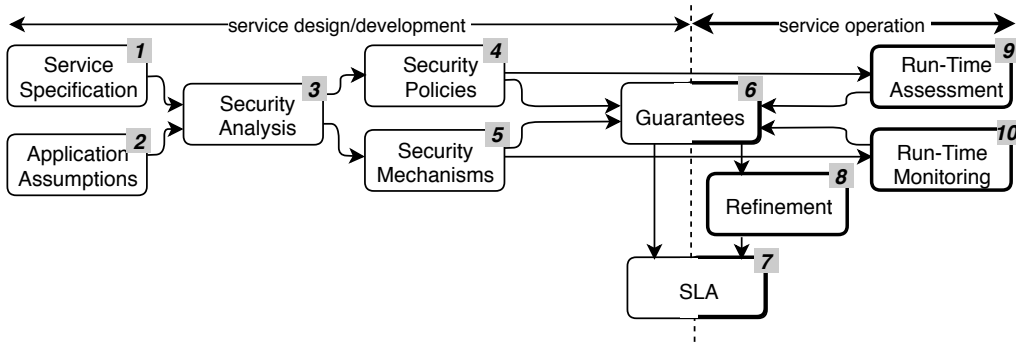 service design/development
service operation
1
Service
Specification
2
Application
Assumptions
3
Security
Analysis
4
Security
Policies
5
Security
Mechanisms
6
Guarantees
7
SLA
8
Refinement
9
Run-Time
Assessment
10
Run-Time
Monitoring